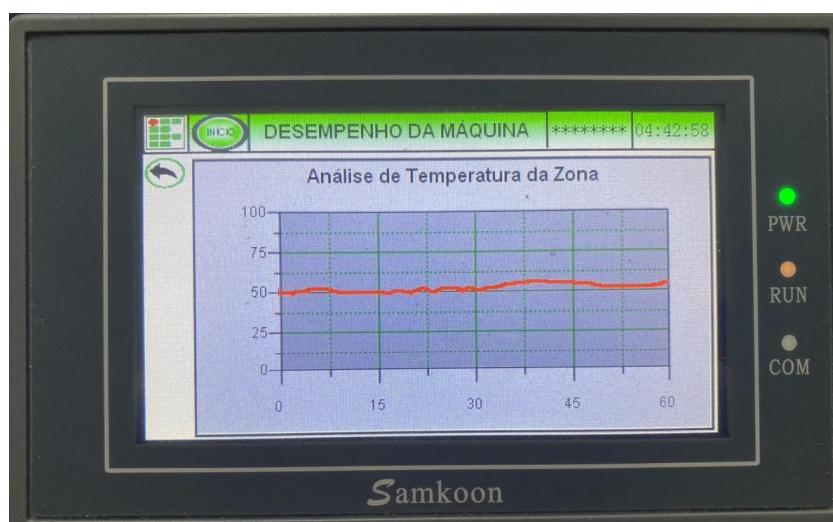 INÍCIO DESEMPENHO DA MÁQUINA ******** 04:42:58
Análise de Temperatura da Zona
100
75
50
25
0
0 15 30 45 60
PWR
RUN
COM
Samkoon